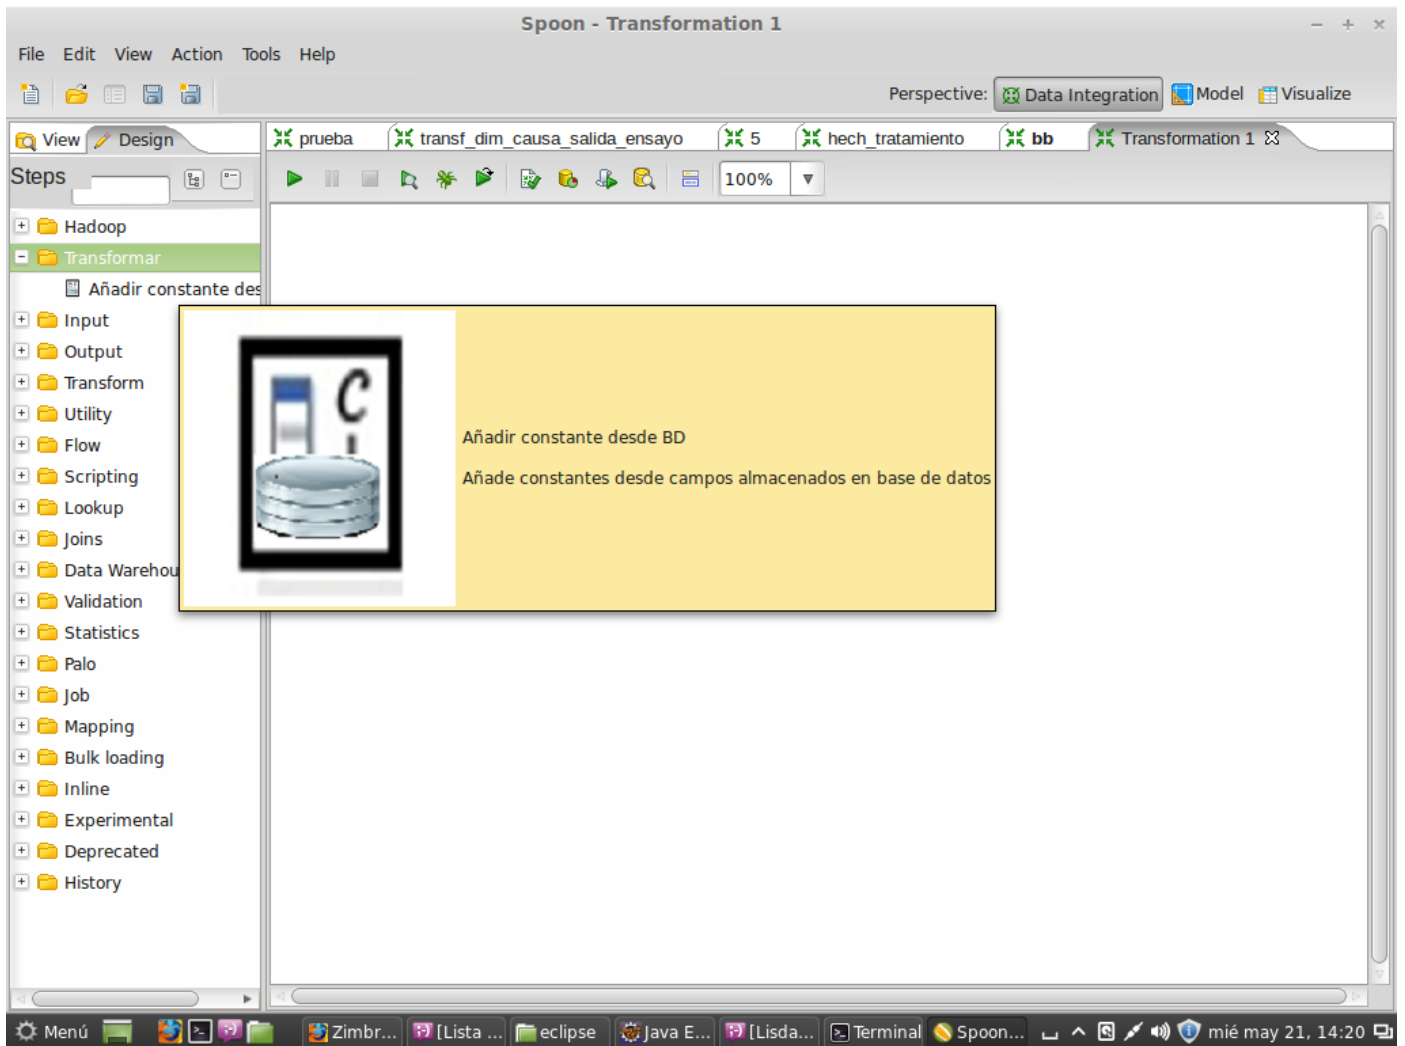 Spoon - Transformation 1
File Edit View Action Tools Help
Perspective: Data Integration Model Visualize
View Design
prueba transf_dim_causa_salida_ensayo 5 hech_tratamiento bb Transformation 1
Steps
100%
Hadoop
Transformar
Añadir constante des
Input
Output
Transform
Utility
Flow
Scripting
Lookup
Joins
Data Warehou
Validation
Statistics
Palo
Job
Mapping
Bulk loading
Inline
Experimental
Deprecated
History
C
Añadir constante desde BD
Añade constantes desde campos almacenados en base de datos
Menú Zimbr... [Lista ... eclipse Java E... [Lisda... Terminal Spoon... mié may 21, 14:20